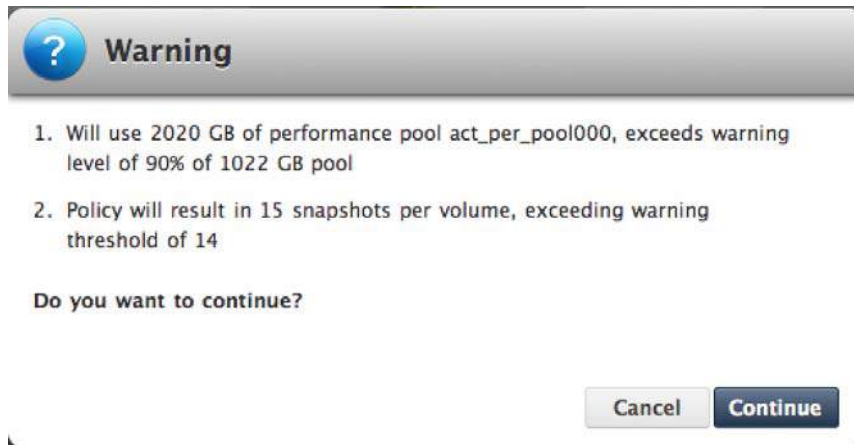 ?
Warning
1. Will use 2020 GB of performance pool act_per_pool000, exceeds warning
level of 90% of 1022 GB pool
2. Policy will result in 15 snapshots per volume, exceeding warning
threshold of 14
Do you want to continue?
Cancel
Continue